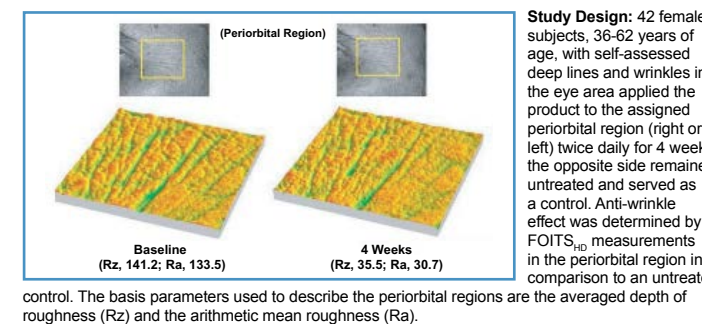 (Periorbital Region)
Baseline
(Rz, 141.2; Ra, 133.5)
4 Weeks
(Rz, 35.5; Ra, 30.7)
Study Design: 42 female
subjects, 36-62 years of
age, with self-assessed
deep lines and wrinkles in
the eye area applied the
product to the assigned
periorbital region (right or
left) twice daily for 4 week
the opposite side remaine
untreated and served as
a control. Anti-wrinkle
effect was determined by
FOITSHD measurements
in the periorbital region in
comparison to an untreate
control. The basis parameters used to describe the periorbital regions are the averaged depth of
roughness (Rz) and the arithmetic mean roughness (Ra).